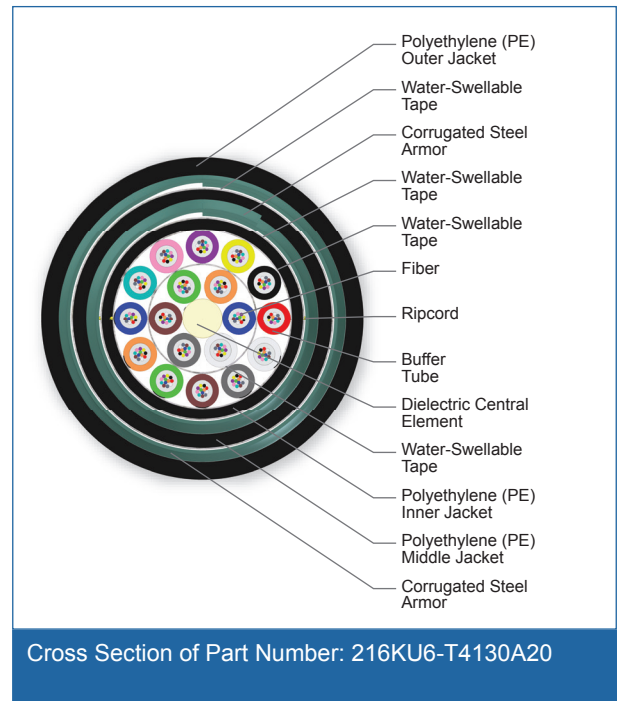 Polyethylene (PE)
Outer Jacket
Water-Swellable
Tape
Corrugated Steel
Armor
Water-Swellable
Tape
Water-Swellable
Tape
Fiber
Ripcord
Buffer
Tube
Dielectric Central
Element
Water-Swellable
Tape
Polyethylene (PE)
Inner Jacket
Polyethylene (PE)
Middle Jacket
Corrugated Steel
Armor
Cross Section of Part Number: 216KU6-T4130A20